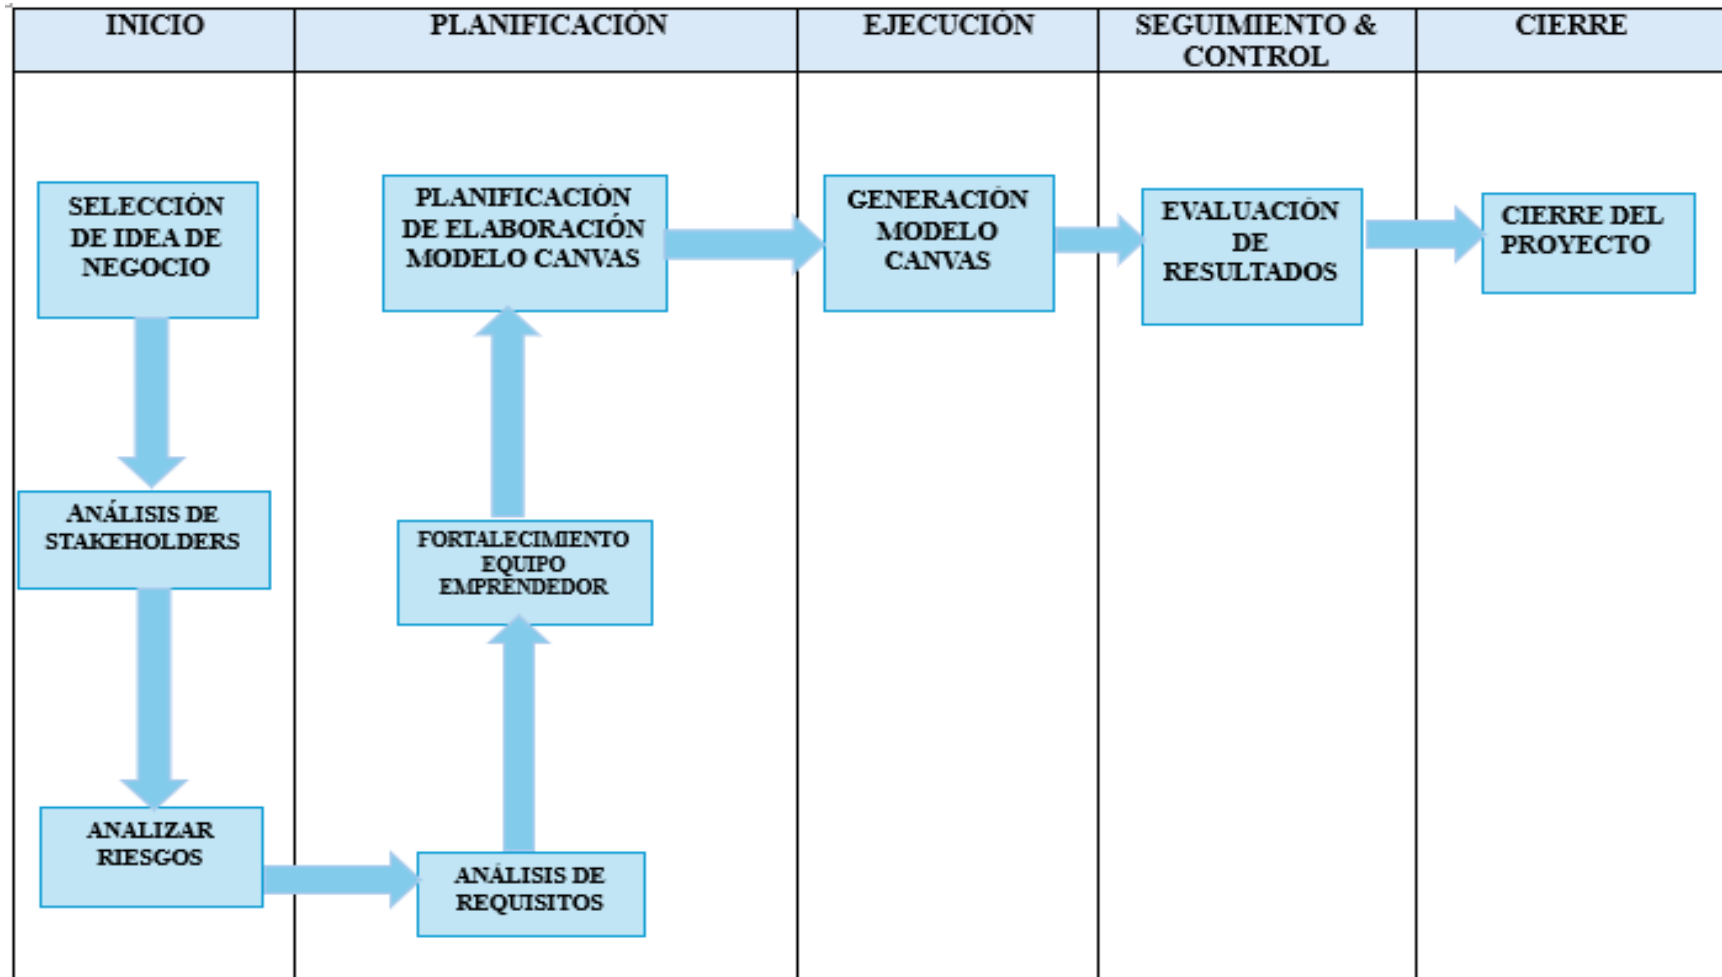 INICIO
PLANIFICACIÓN
EJECUCIÓN
SEGUIMIENTO &
CONTROL
CIERRE
SELECCIÓN
DE IDEA DE
NEGOCIO
PLANIFICACIÓN
DE ELABORACIÓN
MODELO CANVAS
GENERACIÓN
MODELO
CANVAS
EVALUACIÓN
DE
RESULTADOS
CIERRE DEL
PROYECTO
ANÁLISIS DE
STAKEHOLDERS
FORTALECIMIENTO
EQUIPO
EMPRENDEDOR
ANALIZAR
RIESGOS
ANÁLISIS DE
REQUISITOS